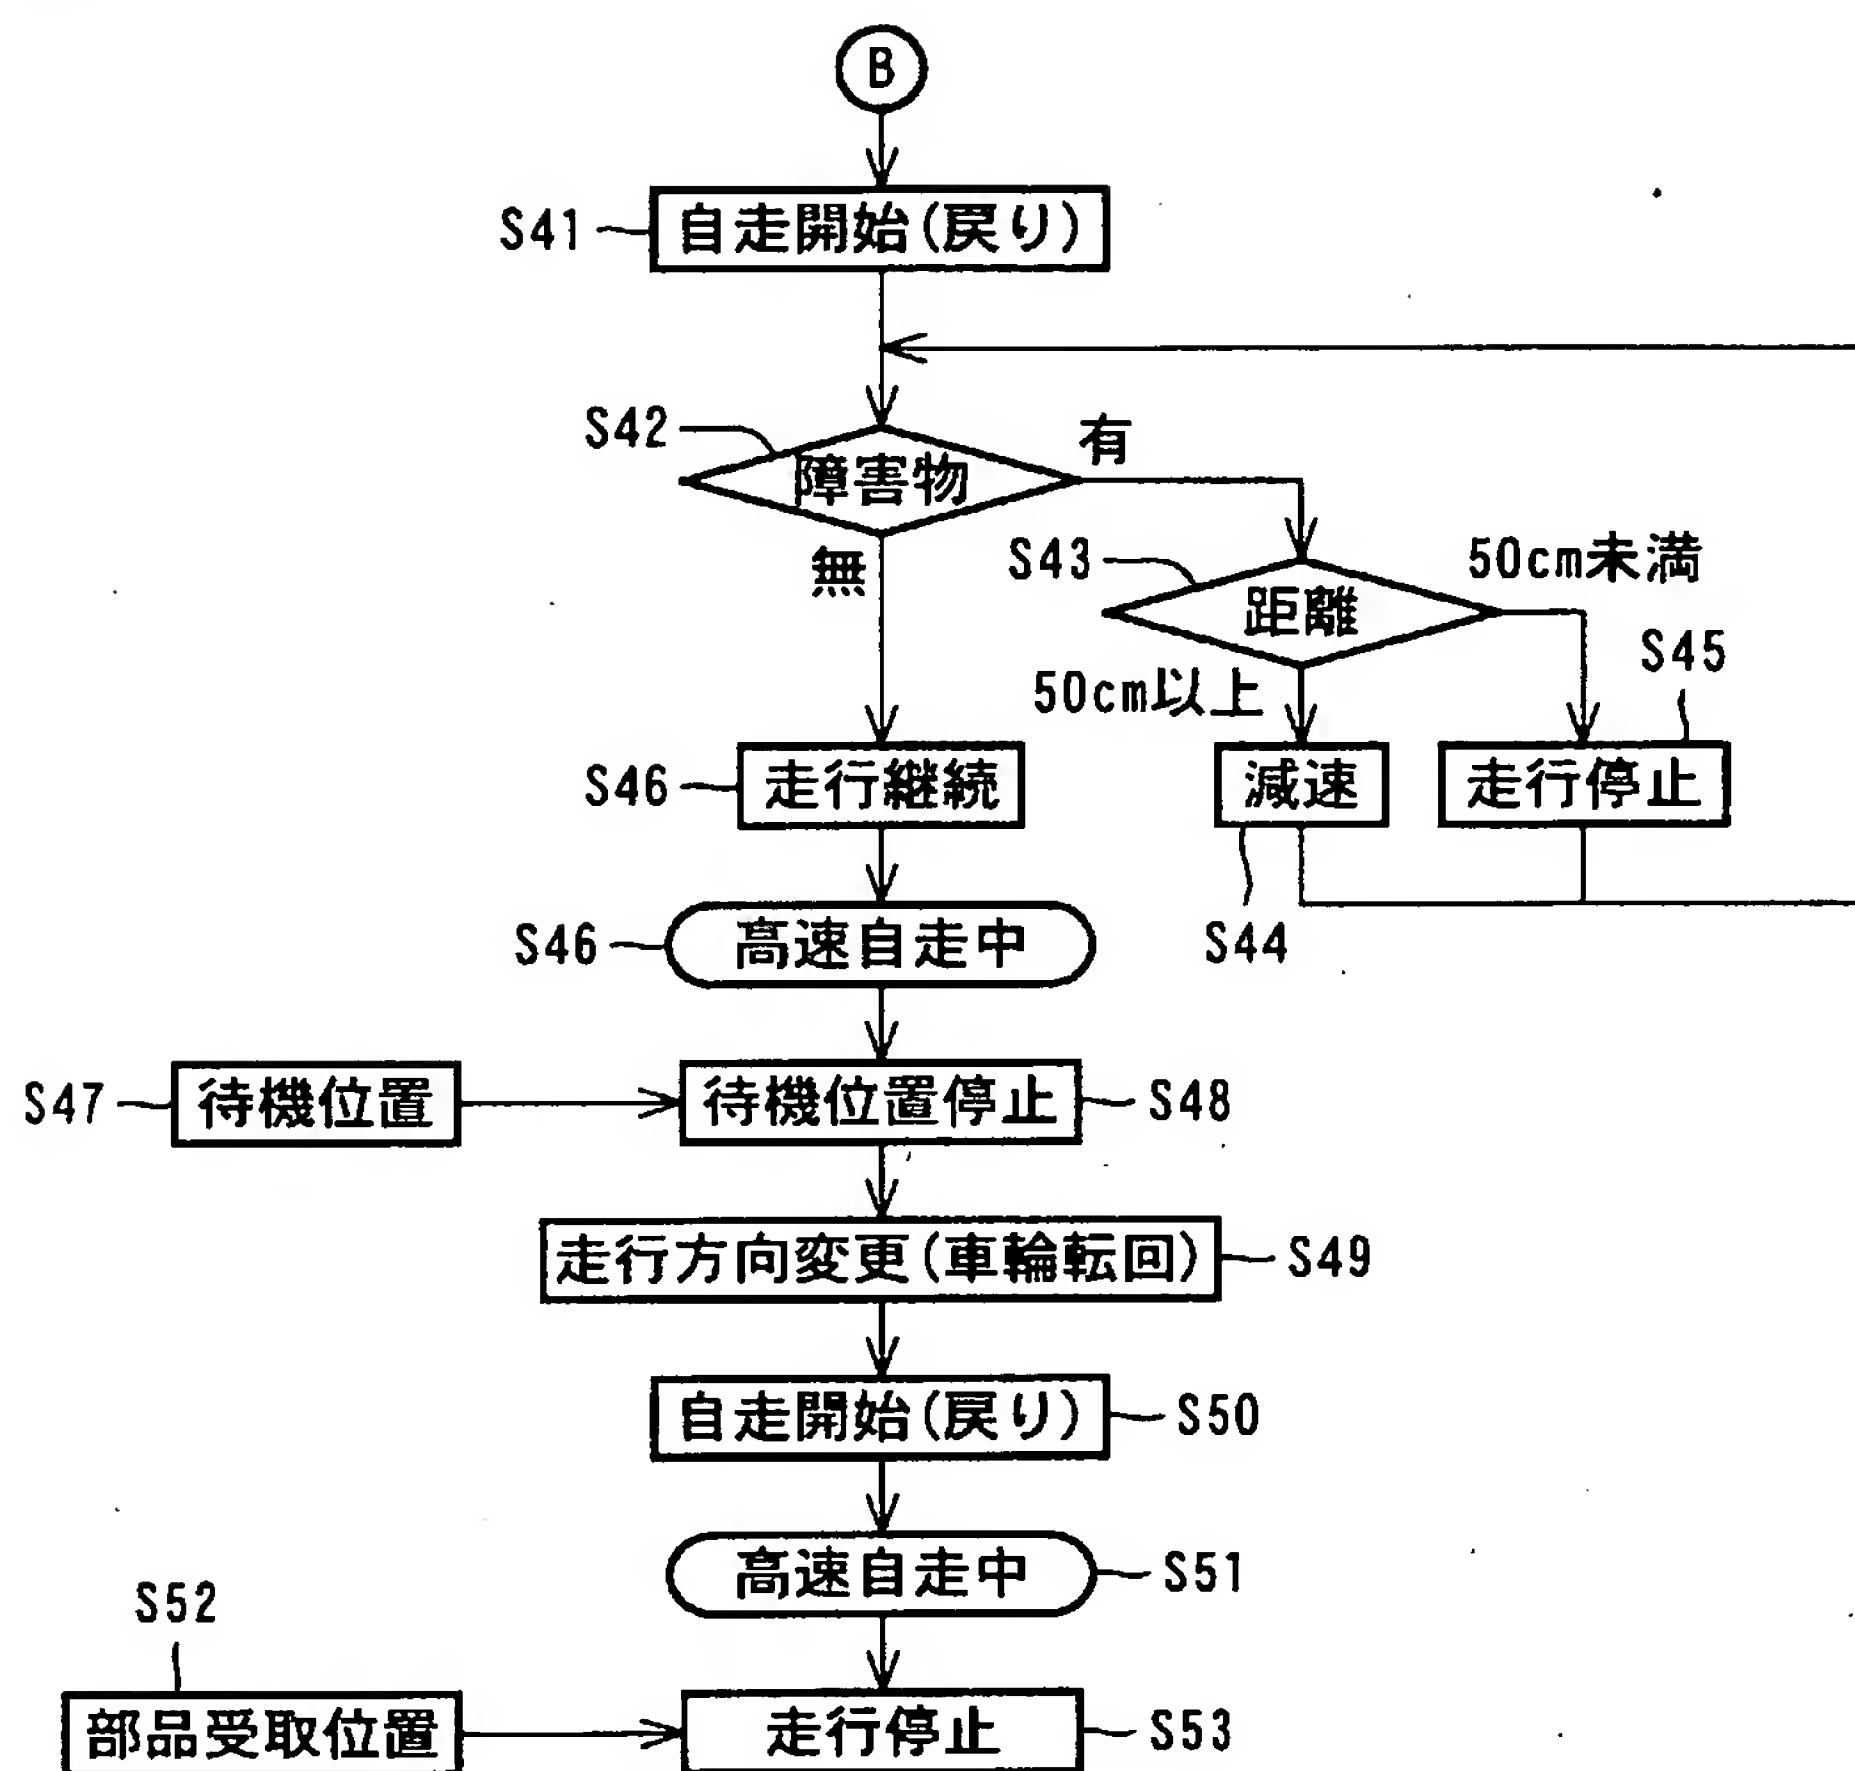 B
S41
自走開始(戻り)
S42
障害物
有
無
S43
距離
50cm未満
50cm以上
S45
S46
走行継続
減速
走行停止
S44
S46
高速自走中
S47
待機位置
待機位置停止
S48
走行方向変更(車輪転回)
S49
自走開始(戻り)
S50
高速自走中
S51
S52
部品受取位置
走行停止
S53